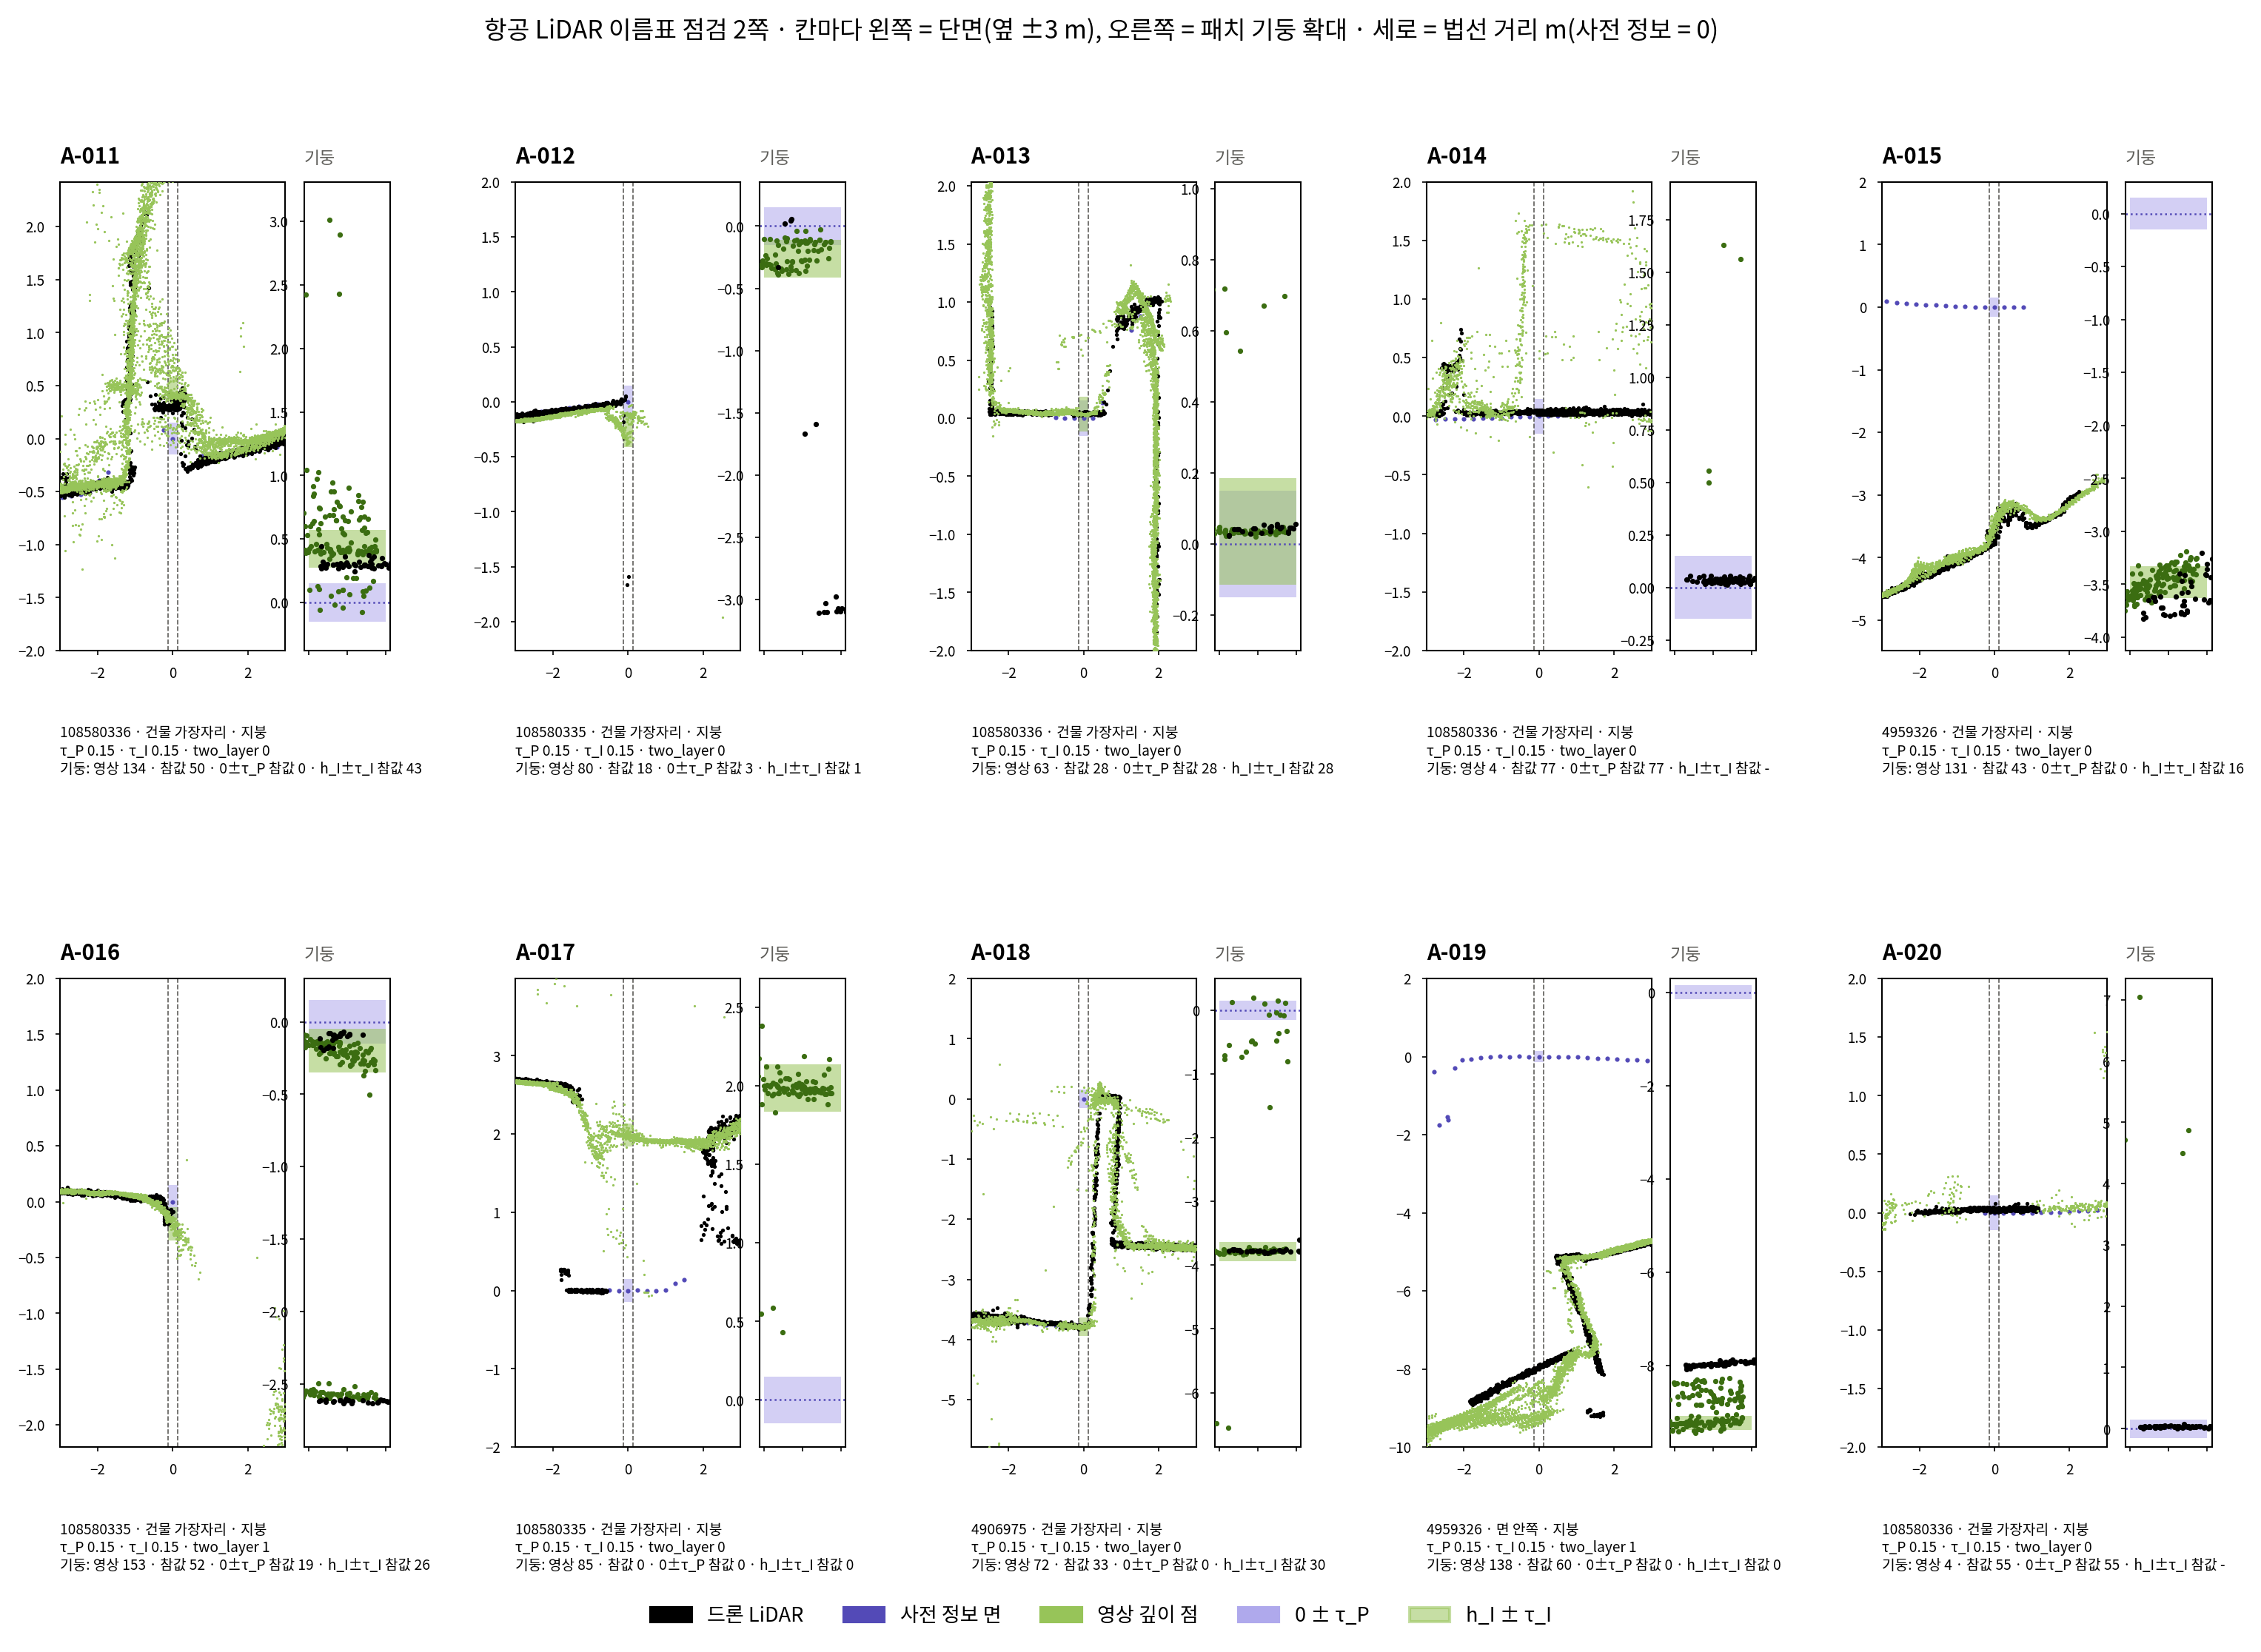 항공 LiDAR 이름표 점검 2쪽 · 칸마다 왼쪽 = 단면(옆 ±3 m), 오른쪽 = 패치 기둥 확대 · 세로 = 법선 거리 m(사전 정보 = 0)
A-011 기둥
A-012 기둥
A-013 기둥
A-014 기둥
A-015 기둥
108580336 · 건물 가장자리 · 지붕
τ_P 0.15 · τ_I 0.15 · two_layer 0
기둥: 영상 134 · 참값 50 · 0±τ_P 참값 0 · h_I±τ_I 참값 43
108580335 · 건물 가장자리 · 지붕
τ_P 0.15 · τ_I 0.15 · two_layer 0
기둥: 영상 80 · 참값 18 · 0±τ_P 참값 3 · h_I±τ_I 참값 1
108580336 · 건물 가장자리 · 지붕
τ_P 0.15 · τ_I 0.15 · two_layer 0
기둥: 영상 63 · 참값 28 · 0±τ_P 참값 28 · h_I±τ_I 참값 28
108580336 · 건물 가장자리 · 지붕
τ_P 0.15 · τ_I 0.15 · two_layer 0
기둥: 영상 4 · 참값 77 · 0±τ_P 참값 77 · h_I±τ_I 참값 -
4959326 · 건물 가장자리 · 지붕
τ_P 0.15 · τ_I 0.15 · two_layer 0
기둥: 영상 131 · 참값 43 · 0±τ_P 참값 0 · h_I±τ_I 참값 16
A-016 기둥
A-017 기둥
A-018 기둥
A-019 기둥
A-020 기둥
108580335 · 건물 가장자리 · 지붕
τ_P 0.15 · τ_I 0.15 · two_layer 1
기둥: 영상 153 · 참값 52 · 0±τ_P 참값 19 · h_I±τ_I 참값 26
108580335 · 건물 가장자리 · 지붕
τ_P 0.15 · τ_I 0.15 · two_layer 0
기둥: 영상 85 · 참값 0 · 0±τ_P 참값 0 · h_I±τ_I 참값 0
4906975 · 건물 가장자리 · 지붕
τ_P 0.15 · τ_I 0.15 · two_layer 0
기둥: 영상 72 · 참값 33 · 0±τ_P 참값 0 · h_I±τ_I 참값 30
4959326 · 면 안쪽 · 지붕
τ_P 0.15 · τ_I 0.15 · two_layer 1
기둥: 영상 138 · 참값 60 · 0±τ_P 참값 0 · h_I±τ_I 참값 0
108580336 · 건물 가장자리 · 지붕
τ_P 0.15 · τ_I 0.15 · two_layer 0
기둥: 영상 4 · 참값 55 · 0±τ_P 참값 55 · h_I±τ_I 참값 -
드론 LiDAR 사전 정보 면 영상 깊이 점 0 ± τ_P h_I ± τ_I